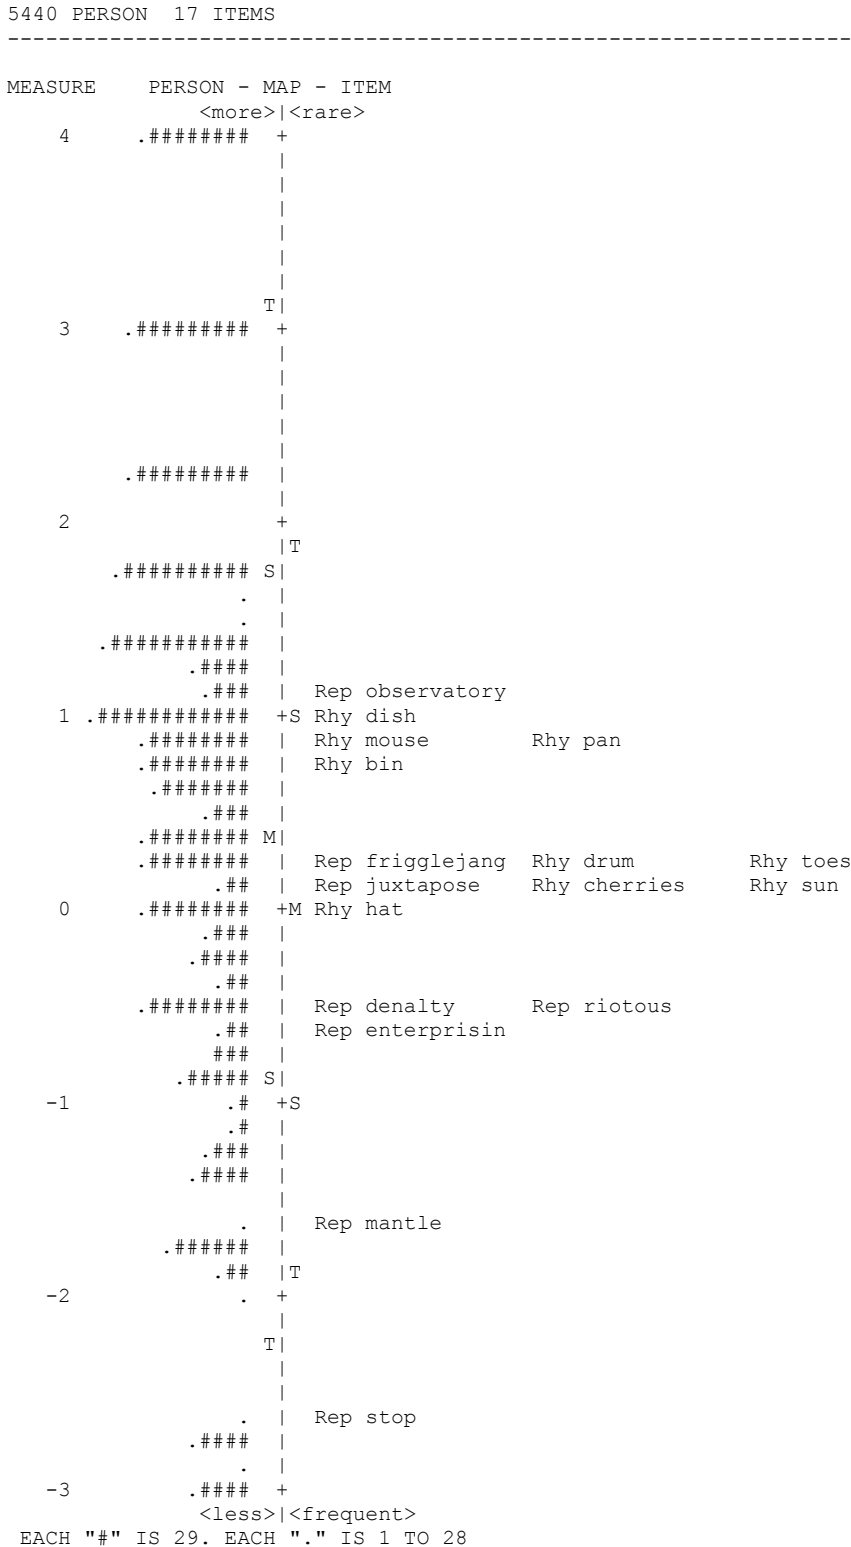 5440 PERSON  17 ITEMS
------------------------------------------------------------------
MEASURE    PERSON - MAP - ITEM
               <more>|<rare>
    4     .########  +
                     |
                     |
                     |
                     |
                     |
                     |
                    T|
    3    .#########  +
                     |
                     |
                     |
                     |
                     |
         .#########  |
                     |
    2                +
                     |T
        .########## S|
                  .  |
                  .  |
       .###########  |
              .####  |
               .###  |  Rep observatory
    1 .############  +S Rhy dish
          .########  |  Rhy mouse        Rhy pan
          .########  |  Rhy bin
           .#######  |
               .###  |
          .######## M|
          .########  |  Rep frigglejang  Rhy drum         Rhy toes
                .##  |  Rep juxtapose    Rhy cherries     Rhy sun
    0     .########  +M Rhy hat
               .###  |
              .####  |
                .##  |
          .########  |  Rep denalty      Rep riotous
                .##  |  Rep enterprisin
                ###  |
             .##### S|
   -1            .#  +S
                 .#  |
               .###  |
              .####  |
                     |
                  .  |  Rep mantle
            .######  |
                .##  |T
   -2             .  +
                     |
                    T|
                     |
                     |
                  .  |  Rep stop
              .####  |
                  .  |
   -3         .####  +
               <less>|<frequent>
 EACH "#" IS 29. EACH "." IS 1 TO 28